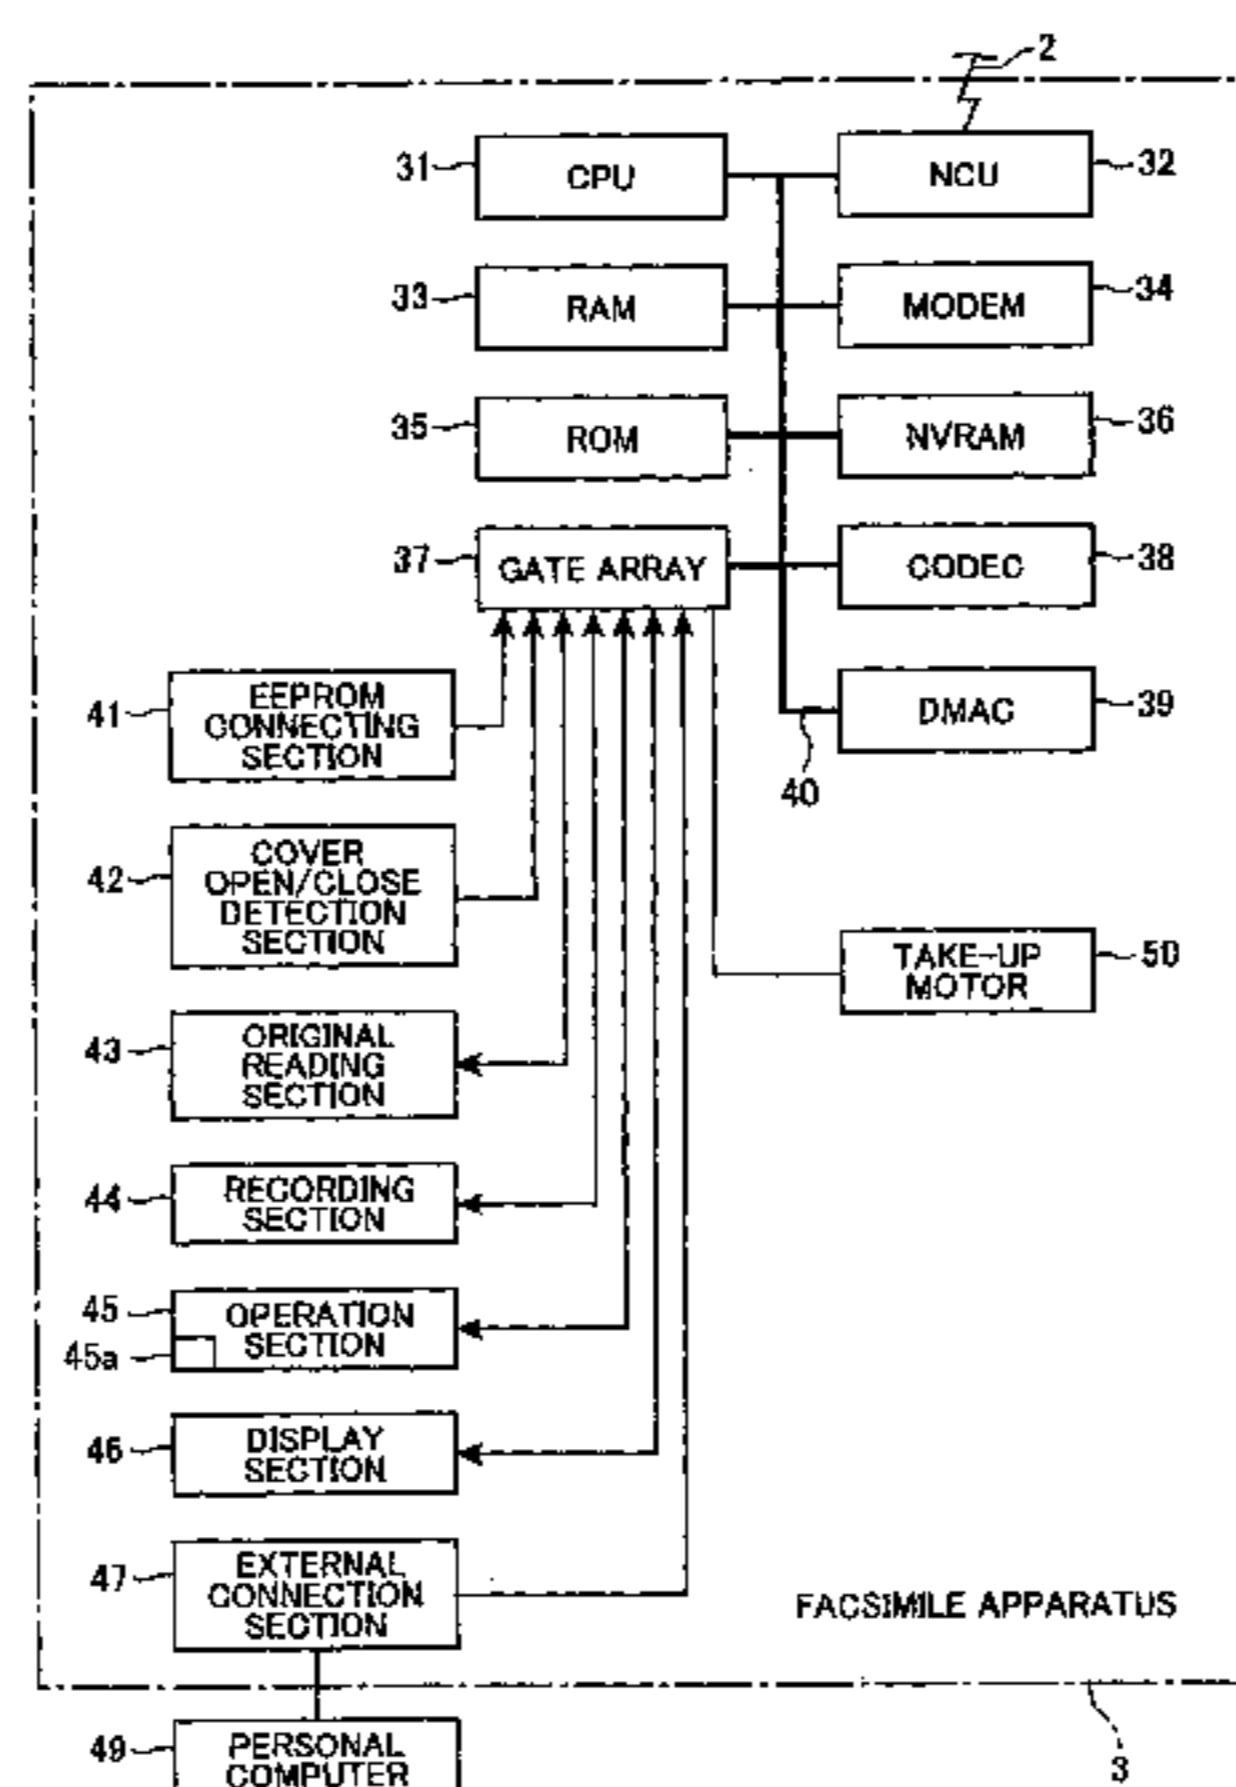 2
31 CPU NCU 32
33 RAM MODEM 34
35 ROM NVRAM 36
37 GATE ARRAY CODEC 38
DMAC 39
40
41 EEPROM
CONNECTING
SECTION
42 COVER
OPEN/CLOSE
DETECTION
SECTION
TAKE-UP
MOTOR 50
43 ORIGINAL
READING
SECTION
44 RECORDING
SECTION
45 OPERATION
SECTION
45a
46 DISPLAY
SECTION
47 EXTERNAL
CONNECTION
SECTION
FACSIMILE APPARATUS
49 PERSONAL
COMPUTER
3